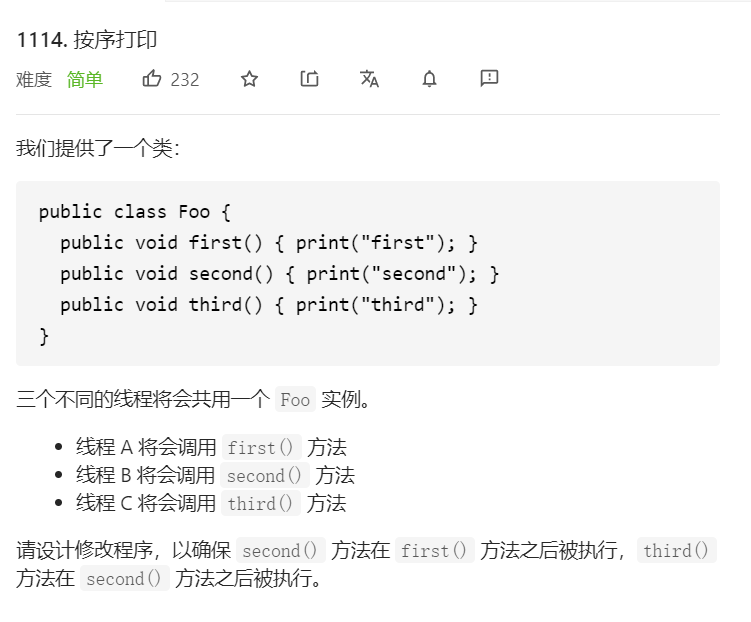 1114. 按序打印
难度 简单 232
我们提供了一个类：
public class Foo {
  public void first() { print("first"); }
  public void second() { print("second"); }
  public void third() { print("third"); }
}
三个不同的线程将会共用一个 Foo 实例。
• 线程 A 将会调用 first() 方法
• 线程 B 将会调用 second() 方法
• 线程 C 将会调用 third() 方法
请设计修改程序，以确保 second() 方法在 first() 方法之后被执行，third()
方法在 second() 方法之后被执行。